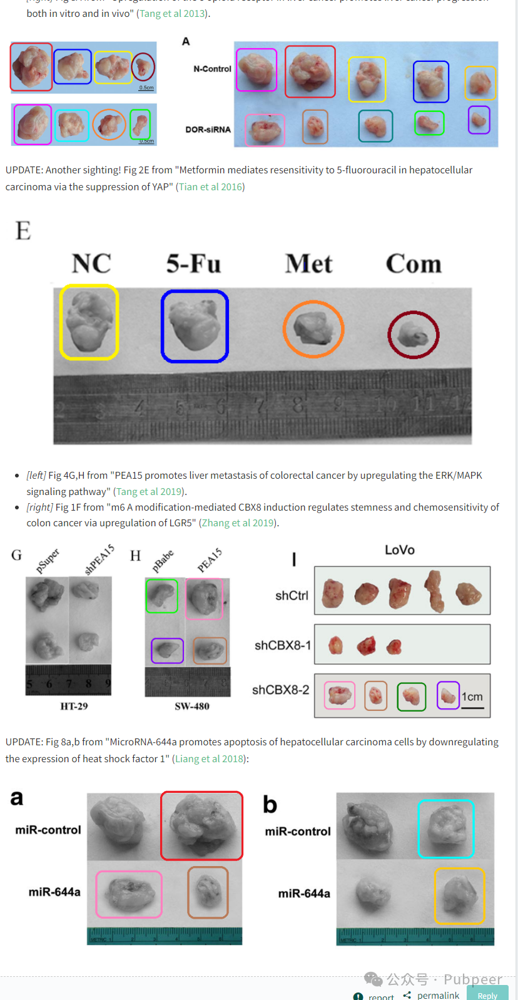 both in vitro and in vivo" (Tang et al 2013).
0.5cm
0.5cm
A
N-Control
DOR-siRNA
UPDATE: Another sighting! Fig 2E from "Metformin mediates resensitivity to 5-fluorouracil in hepatocellular
carcinoma via the suppression of YAP" (Tian et al 2016)
E
NC 5-Fu Met Com
2 3 4 5 6 7 8 9 10 11 12
[left] Fig 4G,H from "PEA15 promotes liver metastasis of colorectal cancer by upregulating the ERK/MAPK
signaling pathway" (Tang et al 2019).
[right] Fig 1F from "m6 A modification-mediated CBX8 induction regulates stemness and chemosensitivity of
colon cancer via upregulation of LGR5" (Zhang et al 2019).
G
pSuper shPEA15
5 6 7 8 9
HT-29
H
pBabe PEA15
SW-480
I
LoVo
shCtrl
shCBX8-1
shCBX8-2
1cm
UPDATE: Fig 8a,b from "MicroRNA-644a promotes apoptosis of hepatocellular carcinoma cells by downregulating
the expression of heat shock factor 1" (Liang et al 2018):
a
miR-control
miR-644a
METRIC 1 2 3 4 5 6
b
miR-control
miR-644a
METRIC 1 2 3 4 5 6
公众号 · Pubpeer
report permalink Reply